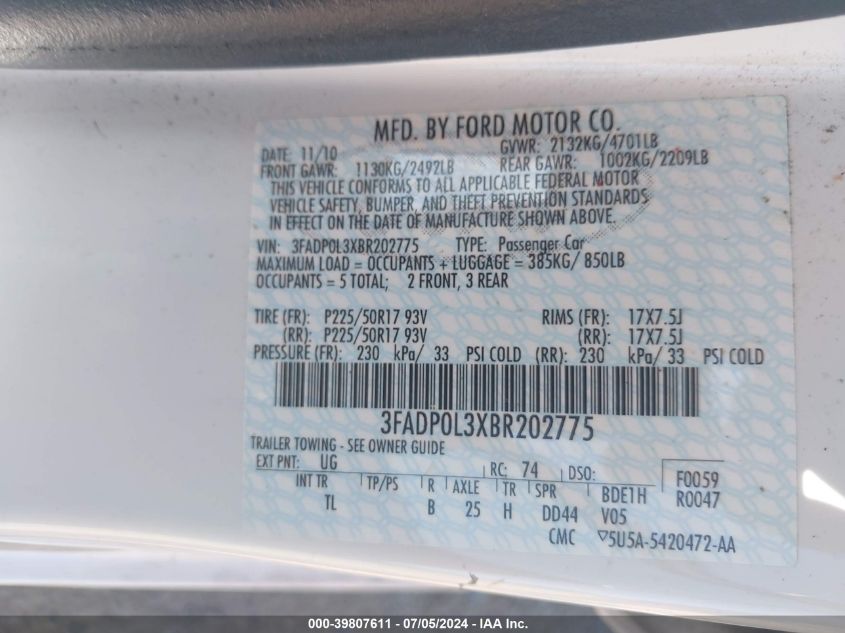 MFD. BY FORD MOTOR CO.
DATE: 11/10 GVWR: 2132KG/4701LB
FRONT GAWR: 1130KG/2492LB REAR GAWR: 1002KG/2209LB
THIS VEHICLE CONFORMS TO ALL APPLICABLE FEDERAL MOTOR
VEHICLE SAFETY, BUMPER, AND THEFT PREVENTION STANDARDS
IN EFFECT ON THE DATE OF MANUFACTURE SHOWN ABOVE.
VIN: 3FADP0L3XBR202775 TYPE: Passenger Car
MAXIMUM LOAD = OCCUPANTS + LUGGAGE = 385KG/ 850LB
OCCUPANTS = 5 TOTAL; 2 FRONT, 3 REAR
TIRE (FR): P225/50R17 93V RIMS (FR): 17X7.5J
(RR): P225/50R17 93V (RR): 17X7.5J
PRESSURE (FR): 230 kPa/ 33 PSI COLD (RR): 230 kPa/ 33 PSI COLD
3FADP0L3XBR202775
TRAILER TOWING - SEE OWNER GUIDE
EXT PNT: UG RC: 74 DSO: F0059
INT TR TP/PS R AXLE TR SPR BDETH R0047
TL B 25 H DD44 V05
CMC ▽5U5A-5420472-AA
000-39807611 - 07/05/2024 - IAA Inc.